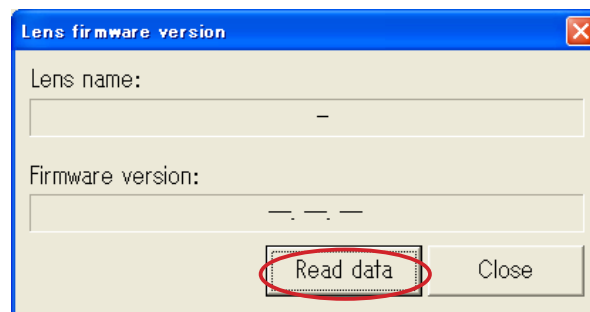 Lens firmware version
Lens name:
–
Firmware version:
—. —. —
Read data
Close